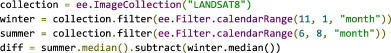 collection = ee.ImageCollection("LANDSAT8")
winter = collection.filter(ee.Filter.calendarRange(11, 1, "month"))
summer = collection.filter(ee.Filter.calendarRange(6, 8, "month")
diff = summer.median().subtract(winter.median())